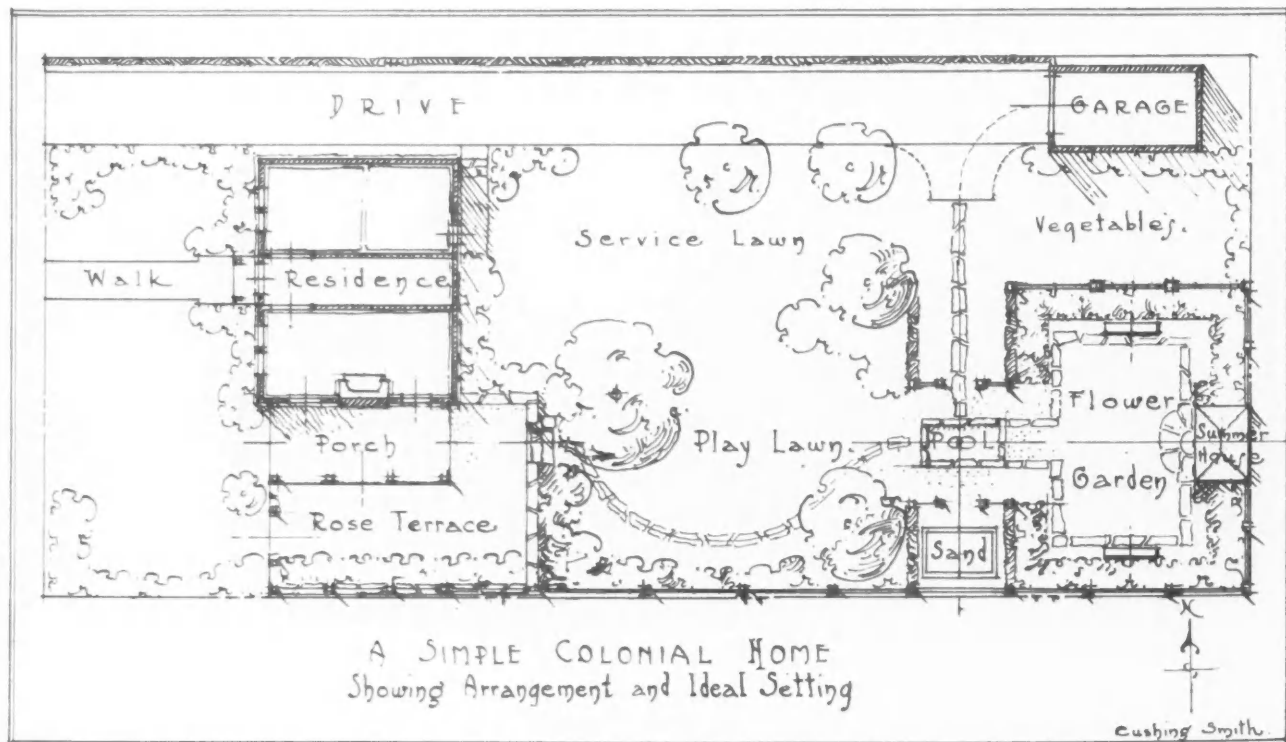 DRIVE
GARAGE
Service Lawn
Vegetables.
Walk
Residence
Flower
Porch
Play Lawn
POOL
Summer
House
Garden
Rose Terrace
Sand
N
A SIMPLE COLONIAL HOME
Showing Arrangement and Ideal Setting
Cushing Smith